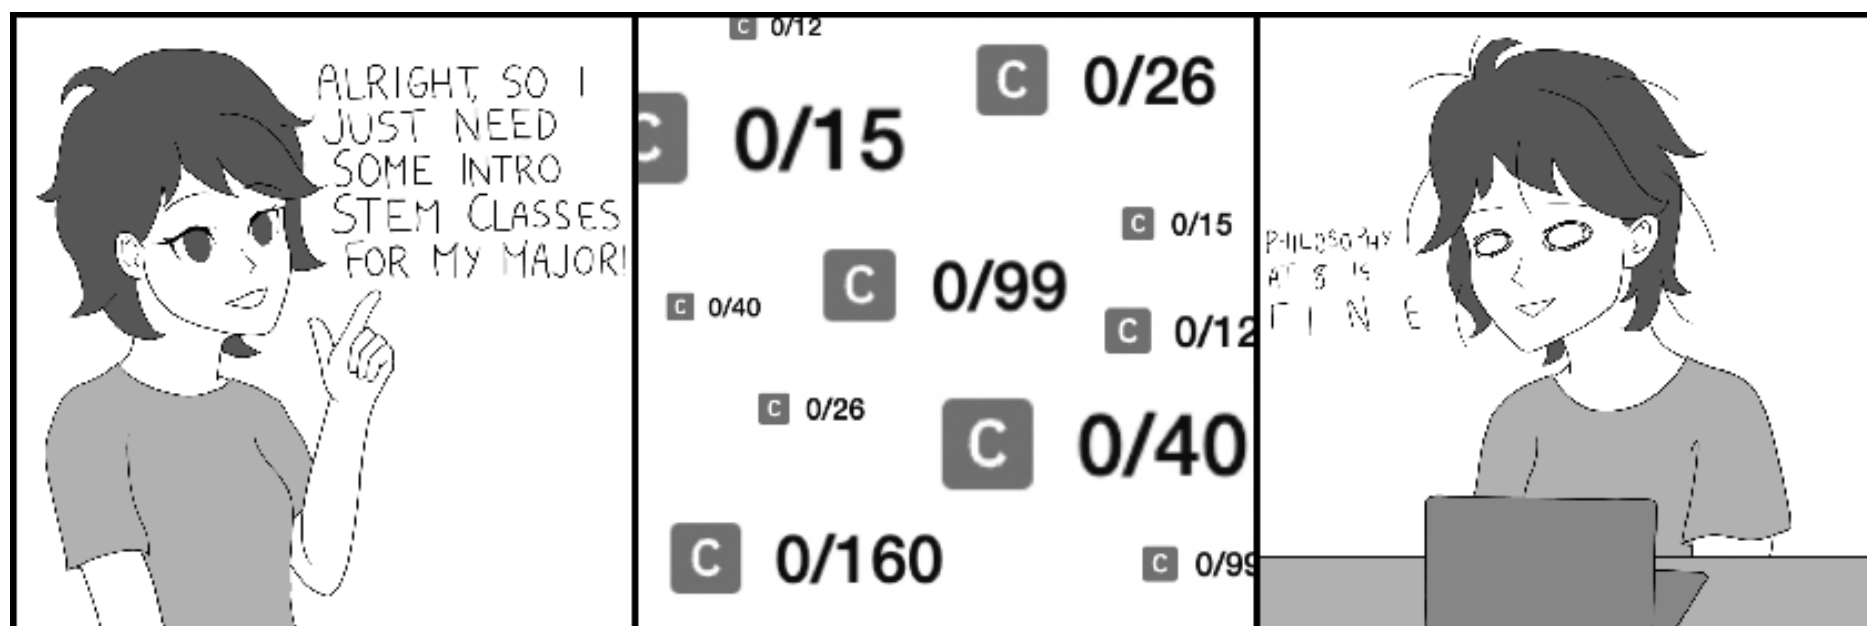 ALRIGHT, SO I
JUST NEED
SOME INTRO
STEM CLASSES
FOR MY MAJOR!
C 0/12
C 0/26
C 0/15
C 0/15
C 0/99
C 0/40
C 0/12
C 0/26
C 0/40
C 0/160
C 0/99
PHILOSOPHY
AT 8 IS
FINE